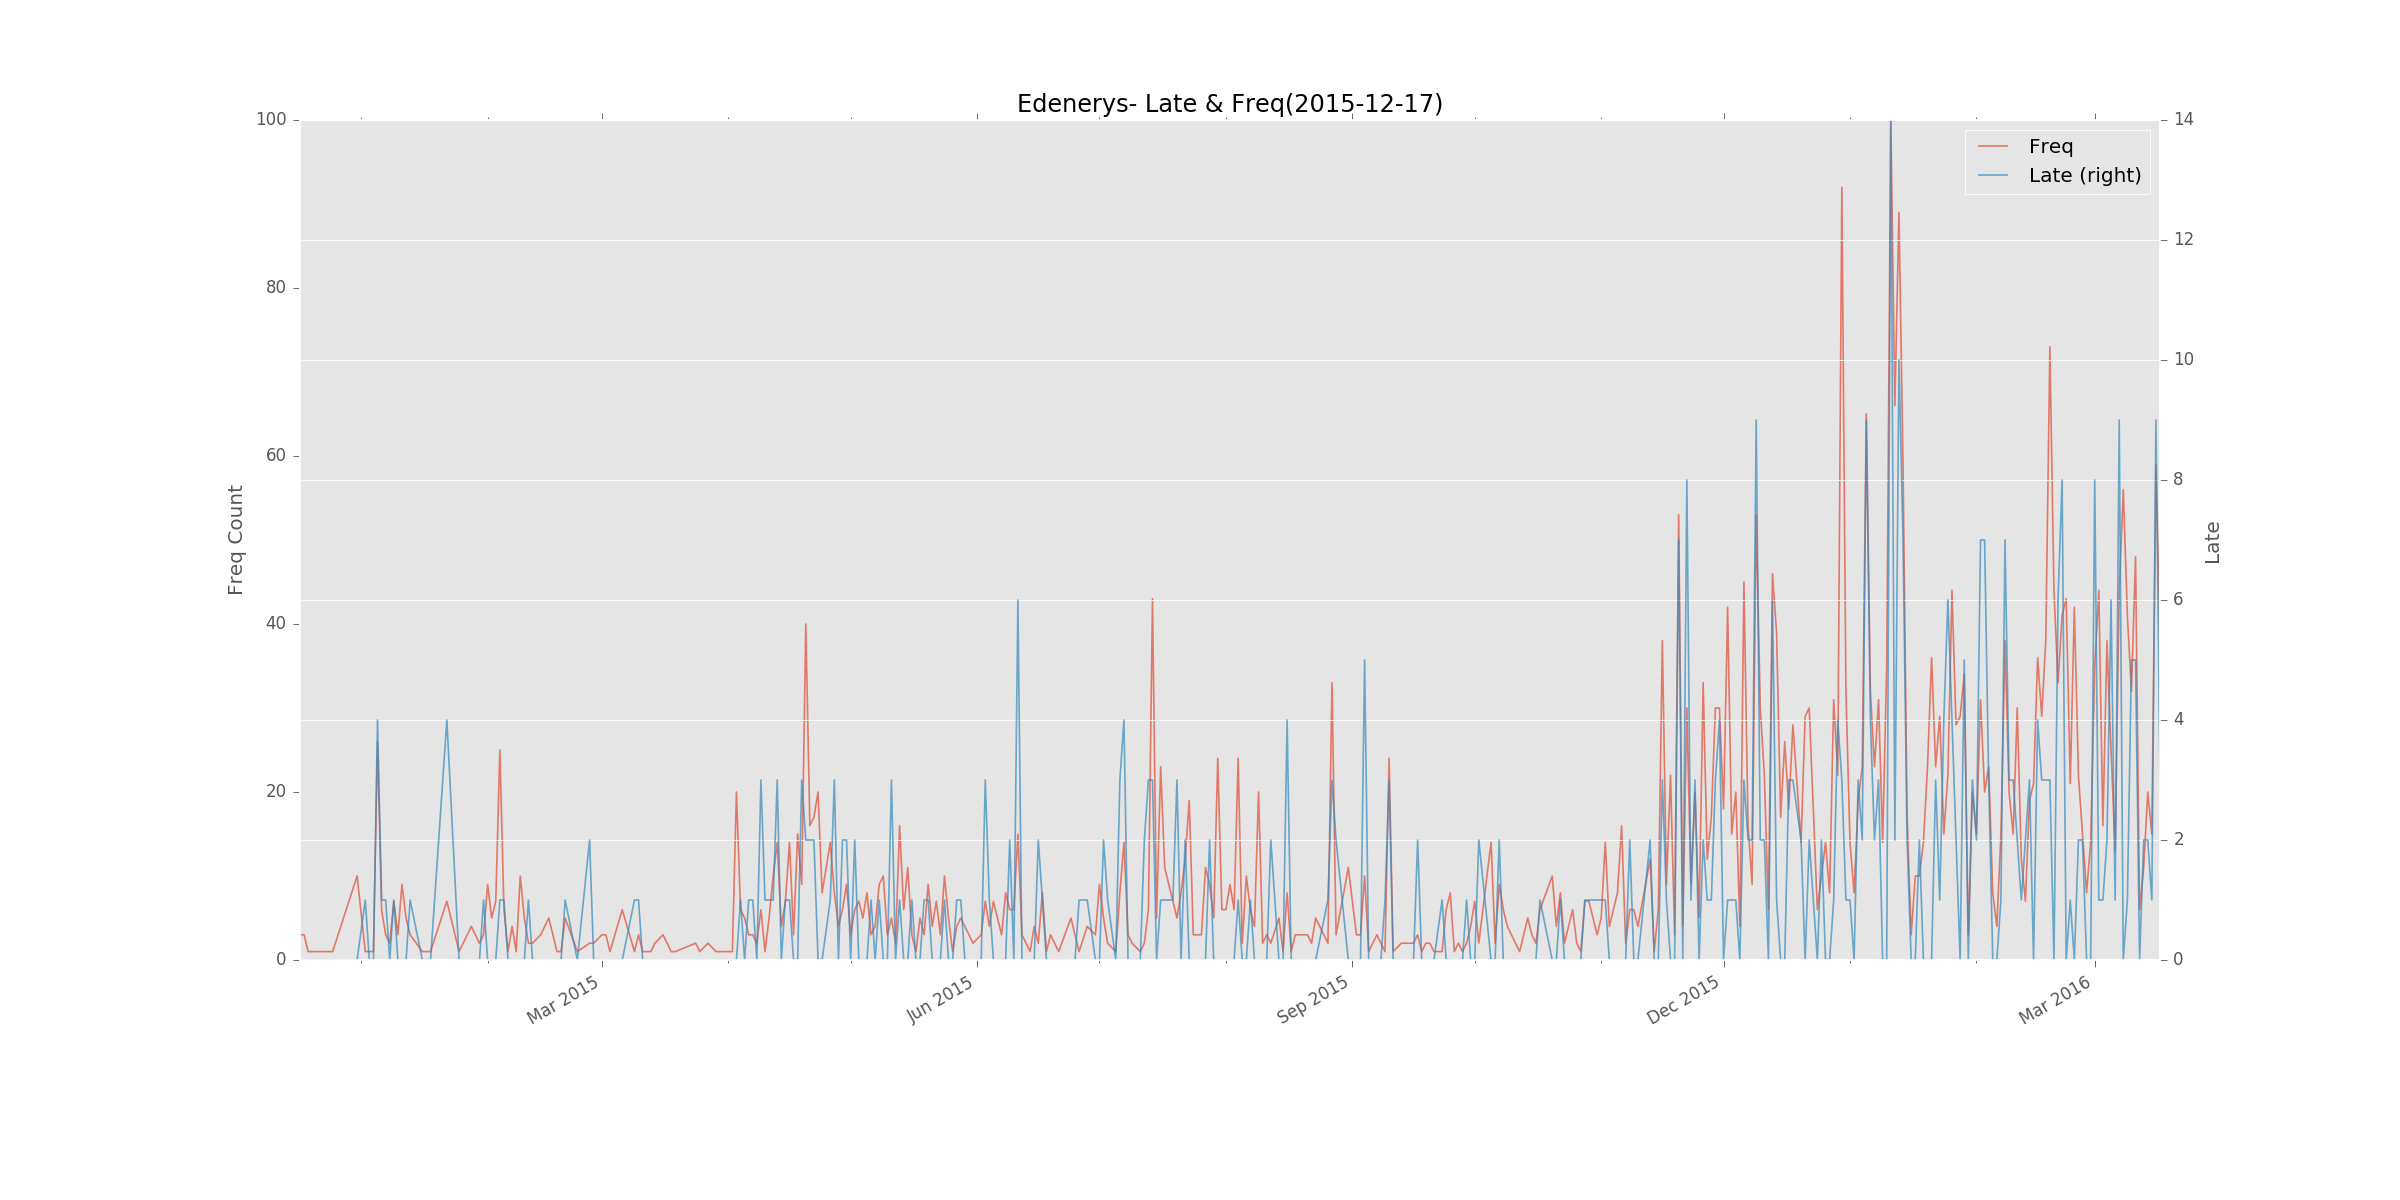 Edenerys- Late & Freq(2015-12-17)
100
80
60
40
20
0
Freq Count
14
12
10
8
6
4
2
0
Late
Freq
Late (right)
Mar 2015
Jun 2015
Sep 2015
Dec 2015
Mar 2016